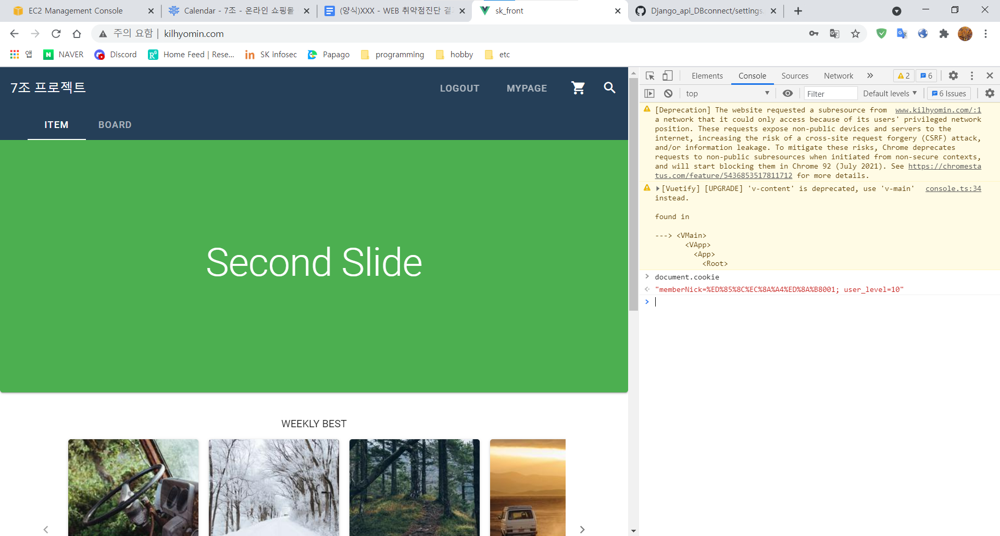 EC2 Management Console
Calendar - 7조 - 온라인 쇼핑몰
(양식)XXX - WEB 취약점진단 결
sk_front
Django_api_DBconnect/settings.
주의 요함 | kilhyomin.com
앱
NAVER
Discord
Home Feed | Rese...
SK infosec
Papago
programming
hobby
etc
7조 프로젝트
LOGOUT
MYPAGE
ITEM
BOARD
Second Slide
WEEKLY BEST
Elements
Console
Sources
Network
2
6
top
Filter
Default levels
6 Issues
[Deprecation] The website requested a subresource from www.kilhyomin.com/:1
a network that it could only access because of its users' privileged network
position. These requests expose non-public devices and servers to the
internet, increasing the risk of a cross-site request forgery (CSRF) attack,
and/or information leakage. To mitigate these risks, Chrome deprecates
requests to non-public subresources when initiated from non-secure contexts,
and will start blocking them in Chrome 92 (July 2021). See https://chromesta
tus.com/feature/5436853517811712 for more details.
[Vuetify] [UPGRADE] 'v-content' is deprecated, use 'v-main' console.ts:34
instead.
found in
---> <VMain>
<VApp>
<App>
<Root>
document.cookie
"memberNick=%ED%85%8C%EC%8A%A4%ED%8A%B8001; user_level=10"